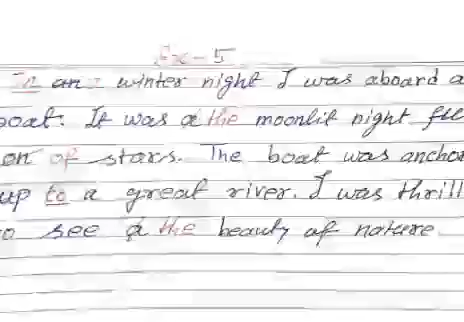 Ex-5
In an winter night I was aboard a
boat. It was a the moonlit night full
on of stars. The boat was anchor
up to a great river. I was thrill
to see a the beauty of nature.